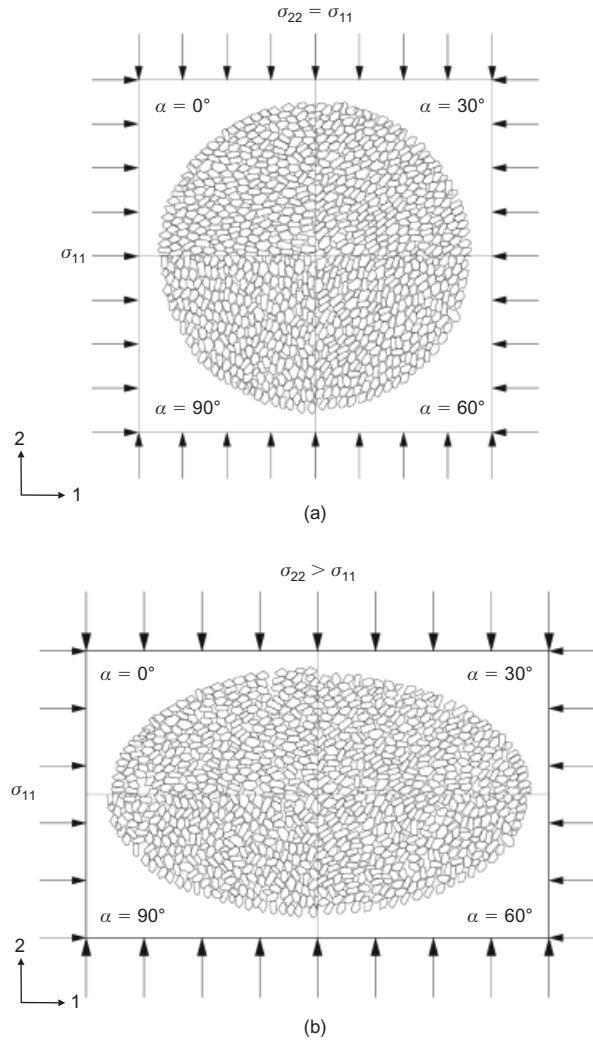 σ22 = σ11
α = 0° α = 30°
σ11
α = 90° α = 60°
2
1
(a)
σ22 > σ11
α = 0° α = 30°
σ11
α = 90° α = 60°
2
1
(b)